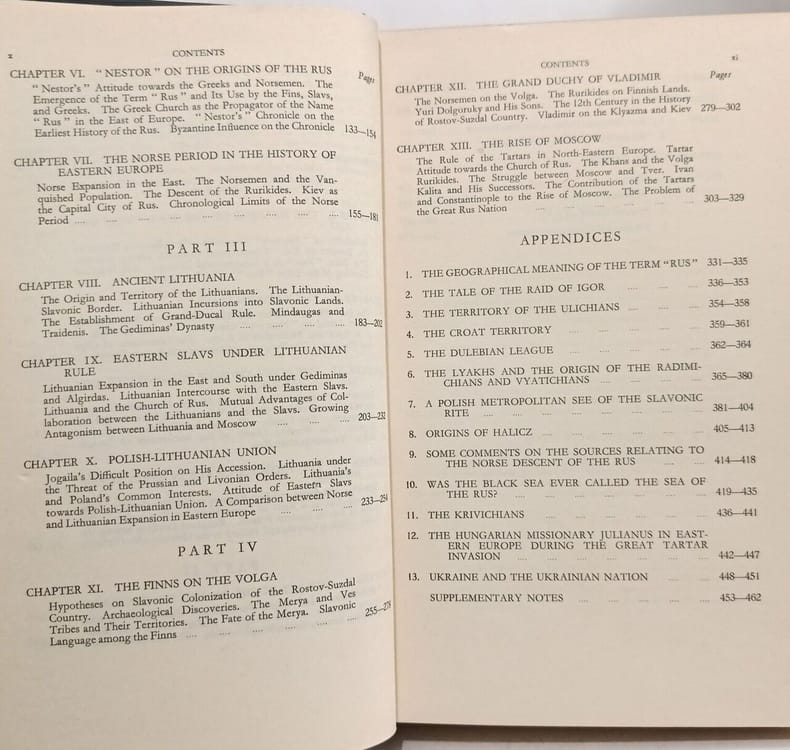 x
CONTENTS
CHAPTER VI. "NESTOR" ON THE ORIGINS OF THE RUS
Pages
"Nestor's" Attitude towards the Greeks and Norsemen. The
Emergence of the Term "Rus" and Its Use by the Fins, Slavs,
and Greeks. The Greek Church as the Propagator of the Name
"Rus" in the East of Europe. "Nestor's" Chronicle on the
Earliest History of the Rus. Byzantine Influence on the Chronicle 133—154
CHAPTER VII. THE NORSE PERIOD IN THE HISTORY OF
EASTERN EUROPE
Norse Expansion in the East. The Norsemen and the Van-
quished Population. The Descent of the Rurikides. Kiev as
the Capital City of Rus. Chronological Limits of the Norse
Period .... .... .... .... .... .... .... .... 155—181
PART III
CHAPTER VIII. ANCIENT LITHUANIA
The Origin and Territory of the Lithuanians. The Lithuanian-
Slavonic Border. Lithuanian Incursions into Slavonic Lands.
The Establishment of Grand-Ducal Rule. Mindaugas and
Traidenis. The Gediminas' Dynasty .... .... .... .... 183—202
CHAPTER IX. EASTERN SLAVS UNDER LITHUANIAN
RULE
Lithuanian Expansion in the East and South under Gediminas
and Algirdas. Lithuanian Intercourse with the Eastern Slavs.
Lithuania and the Church of Rus. Mutual Advantages of Col-
laboration between the Lithuanians and the Slavs. Growing
Antagonism between Lithuania and Moscow .... .... .... 203—232
CHAPTER X. POLISH-LITHUANIAN UNION
Jogaila's Difficult Position on His Accession. Lithuania under
the Threat of the Prussian and Livonian Orders. Lithuania's
and Poland's Common Interests. Attitude of Eastern Slavs
towards Polish-Lithuanian Union. A Comparison between Norse
and Lithuanian Expansion in Eastern Europe .... .... .... 233—254
PART IV
CHAPTER XI. THE FINNS ON THE VOLGA
Hypotheses on Slavonic Colonization of the Rostov-Suzdal
Country. Archaeological Discoveries. The Merya and Ves
Tribes and Their Territories. The Fate of the Merya. Slavonic
Language among the Finns .... .... .... .... .... 255—278
CONTENTS
xi
Pages
CHAPTER XII. THE GRAND DUCHY OF VLADIMIR
The Norsemen on the Volga. The Rurikides on Finnish Lands.
Yuri Dolgoruky and His Sons. The 12th Century in the History
of Rostov-Suzdal Country. Vladimir on the Klyazma and Kiev 279—302
CHAPTER XIII. THE RISE OF MOSCOW
The Rule of the Tartars in North-Eastern Europe. Tartar
Attitude towards the Church of Rus. The Khans and the Volga
Rurikides. The Struggle between Moscow and Tver. Ivan
Kalita and His Successors. The Contribution of the Tartars
and Constantinople to the Rise of Moscow. The Problem of
the Great Rus Nation .... .... .... .... .... 303—329
APPENDICES
1. THE GEOGRAPHICAL MEANING OF THE TERM "RUS" 331—335
2. THE TALE OF THE RAID OF IGOR .... .... .... 336—353
3. THE TERRITORY OF THE ULICHIANS .... .... 354—358
4. THE CROAT TERRITORY .... .... .... .... 359—361
5. THE DULEBIAN LEAGUE .... .... .... .... 362—364
6. THE LYAKHS AND THE ORIGIN OF THE RADIMI-
CHIANS AND VYATICHIANS .... .... .... 365—380
7. A POLISH METROPOLITAN SEE OF THE SLAVONIC
RITE .... .... .... .... .... .... 381—404
8. ORIGINS OF HALICZ .... .... .... .... .... 405—413
9. SOME COMMENTS ON THE SOURCES RELATING TO
THE NORSE DESCENT OF THE RUS .... .... 414—418
10. WAS THE BLACK SEA EVER CALLED THE SEA OF
THE RUS? .... .... .... .... .... 419—435
11. THE KRIVICHIANS .... .... .... .... 436—441
12. THE HUNGARIAN MISSIONARY JULIANUS IN EAST-
ERN EUROPE DURING THE GREAT TARTAR
INVASION .... .... .... .... .... .... 442—447
13. UKRAINE AND THE UKRAINIAN NATION .... .... 448—451
SUPPLEMENTARY NOTES .... .... .... .... 453—462